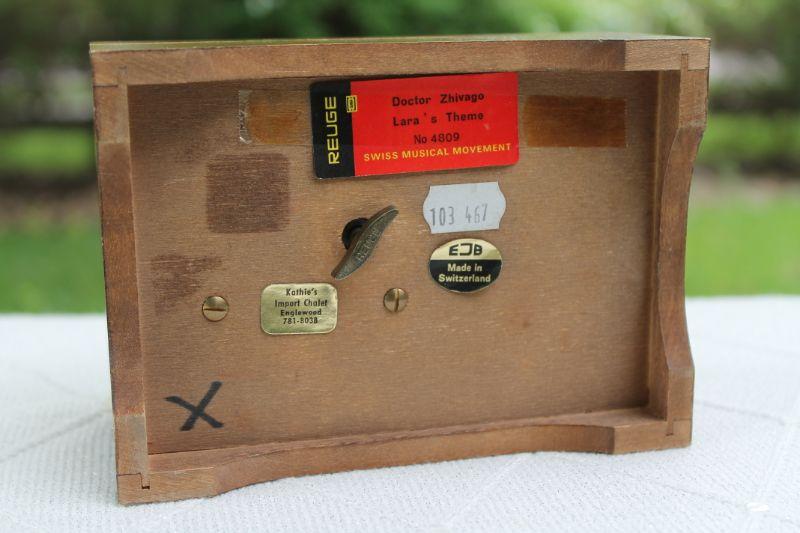 REUGE
Doctor Zhivago
Lara's Theme
No 4809
SWISS MUSICAL MOVEMENT
103 467
EJB
Made in
Switzerland
Kathie's
Import Chalet
Englewood
781-8038
X